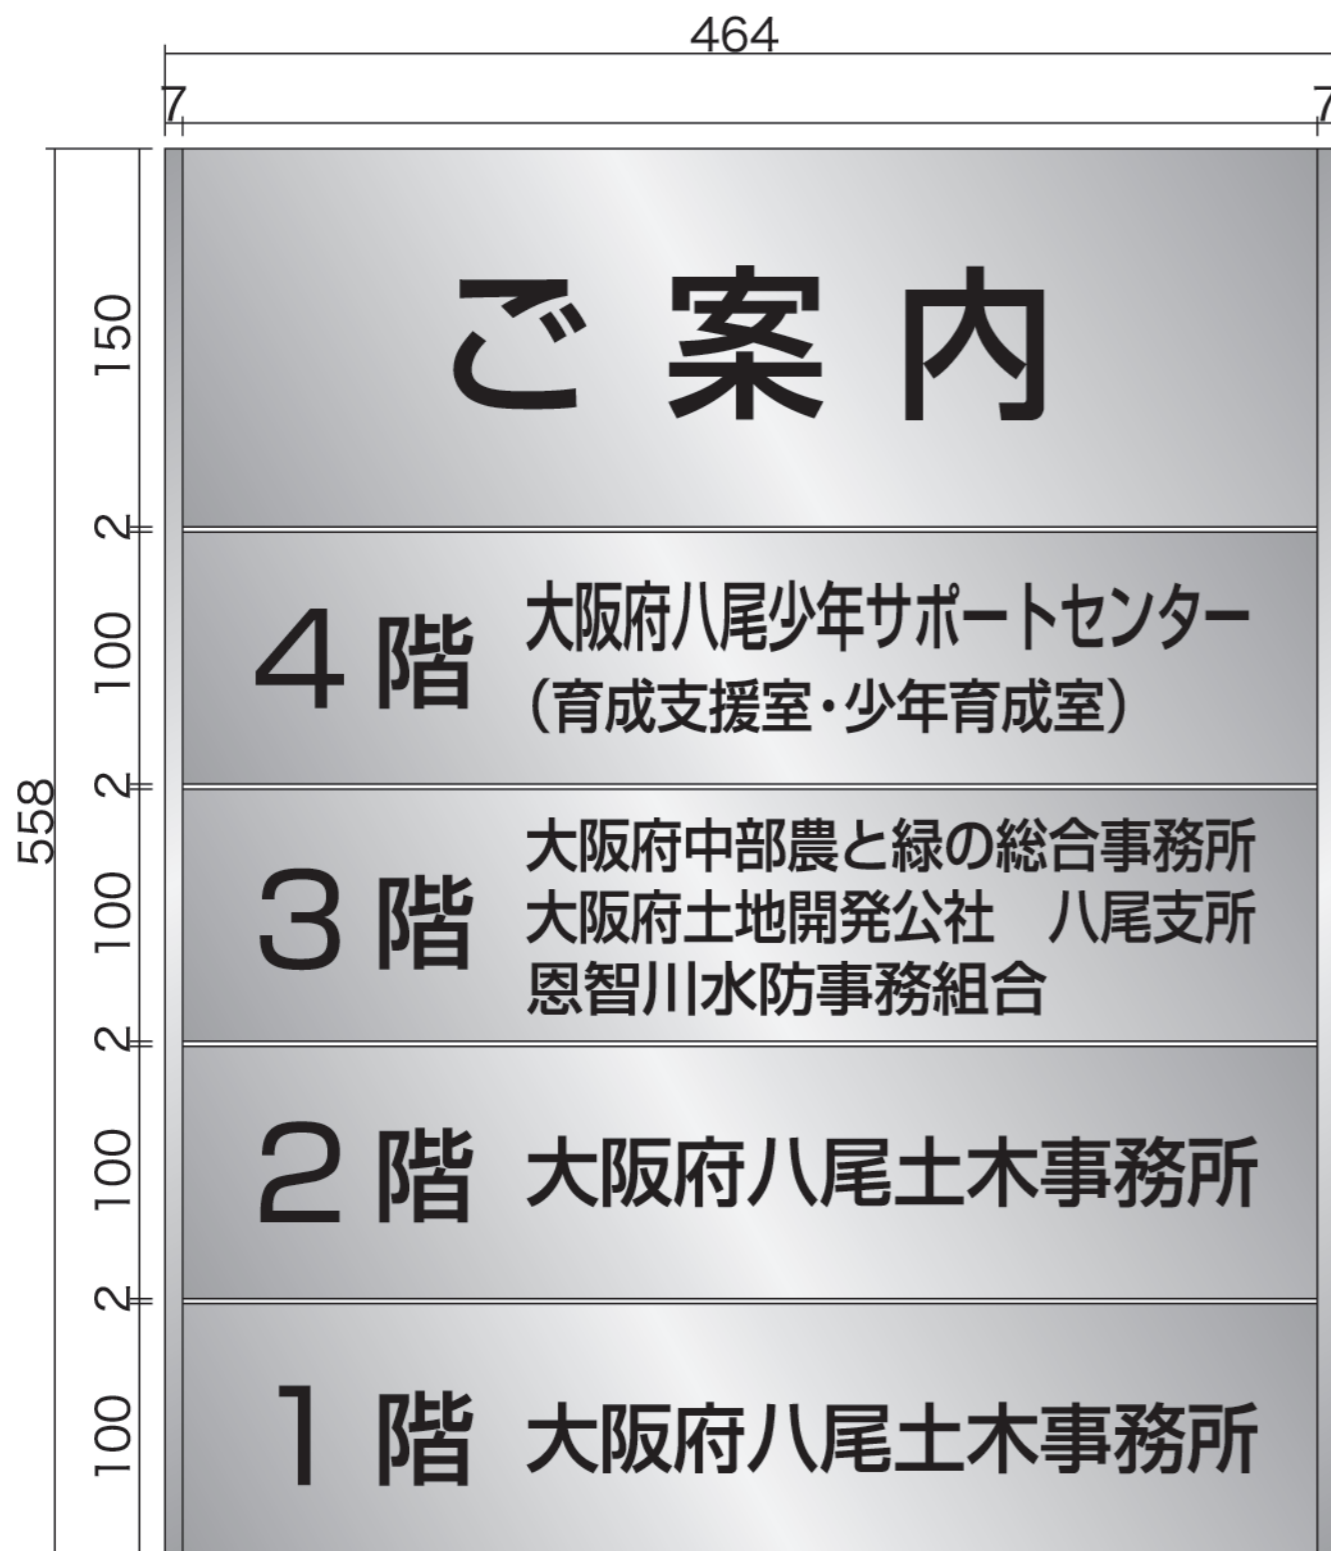 464
7
7
150
ご案内
2
100
4階
大阪府八尾少年サポートセンター
（育成支援室・少年育成室）
2
558
100
3階
大阪府中部農と緑の総合事務所
大阪府土地開発公社　八尾支所
恩智川水防事務組合
2
100
2階 大阪府八尾土木事務所
2
100
1階 大阪府八尾土木事務所